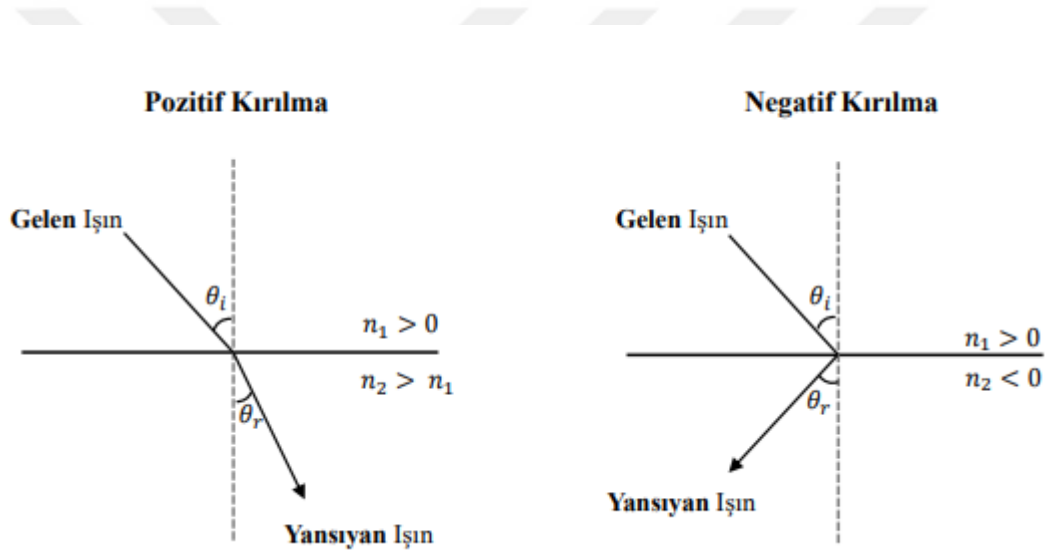 Pozitif Kırılma
Gelen Işın
θᵢ
n₁ > 0
n₂ > n₁
θᵣ
Yansıyan Işın
Negatif Kırılma
Gelen Işın
θᵢ
n₁ > 0
n₂ < 0
θᵣ
Yansıyan Işın